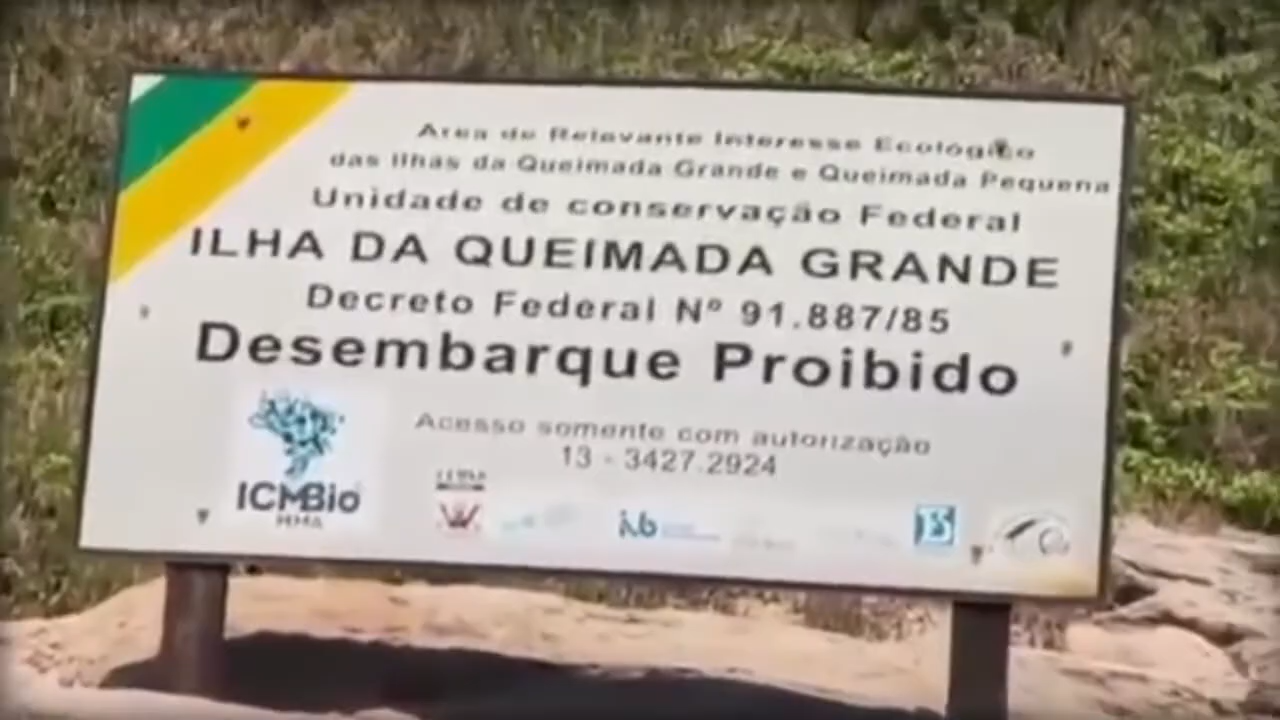 Área de Relevante Interesse Ecológico
das Ilhas da Queimada Grande e Queimada Pequena
Unidade de conservação Federal
ILHA DA QUEIMADA GRANDE
Decreto Federal Nº 91.887/85
Desembarque Proibido
Acesso somente com autorização
13 - 3427.2924
ICMBio
MMA